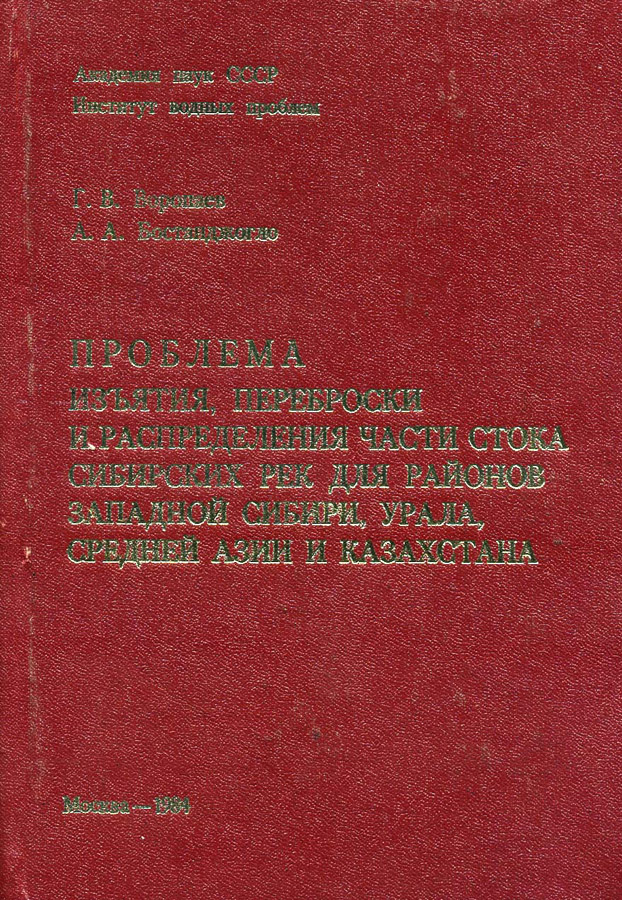 Академия наук СССР
Институт водных проблем
Г. В. Воропаев
А. А. Бостанджогло
ПРОБЛЕМА
ИЗЪЯТИЯ, ПЕРЕБРОСКИ
И РАСПРЕДЕЛЕНИЯ ЧАСТИ СТОКА
СИБИРСКИХ РЕК ДЛЯ РАЙОНОВ
ЗАПАДНОЙ СИБИРИ, УРАЛА,
СРЕДНЕЙ АЗИИ И КАЗАХСТАНА
Москва — 1984